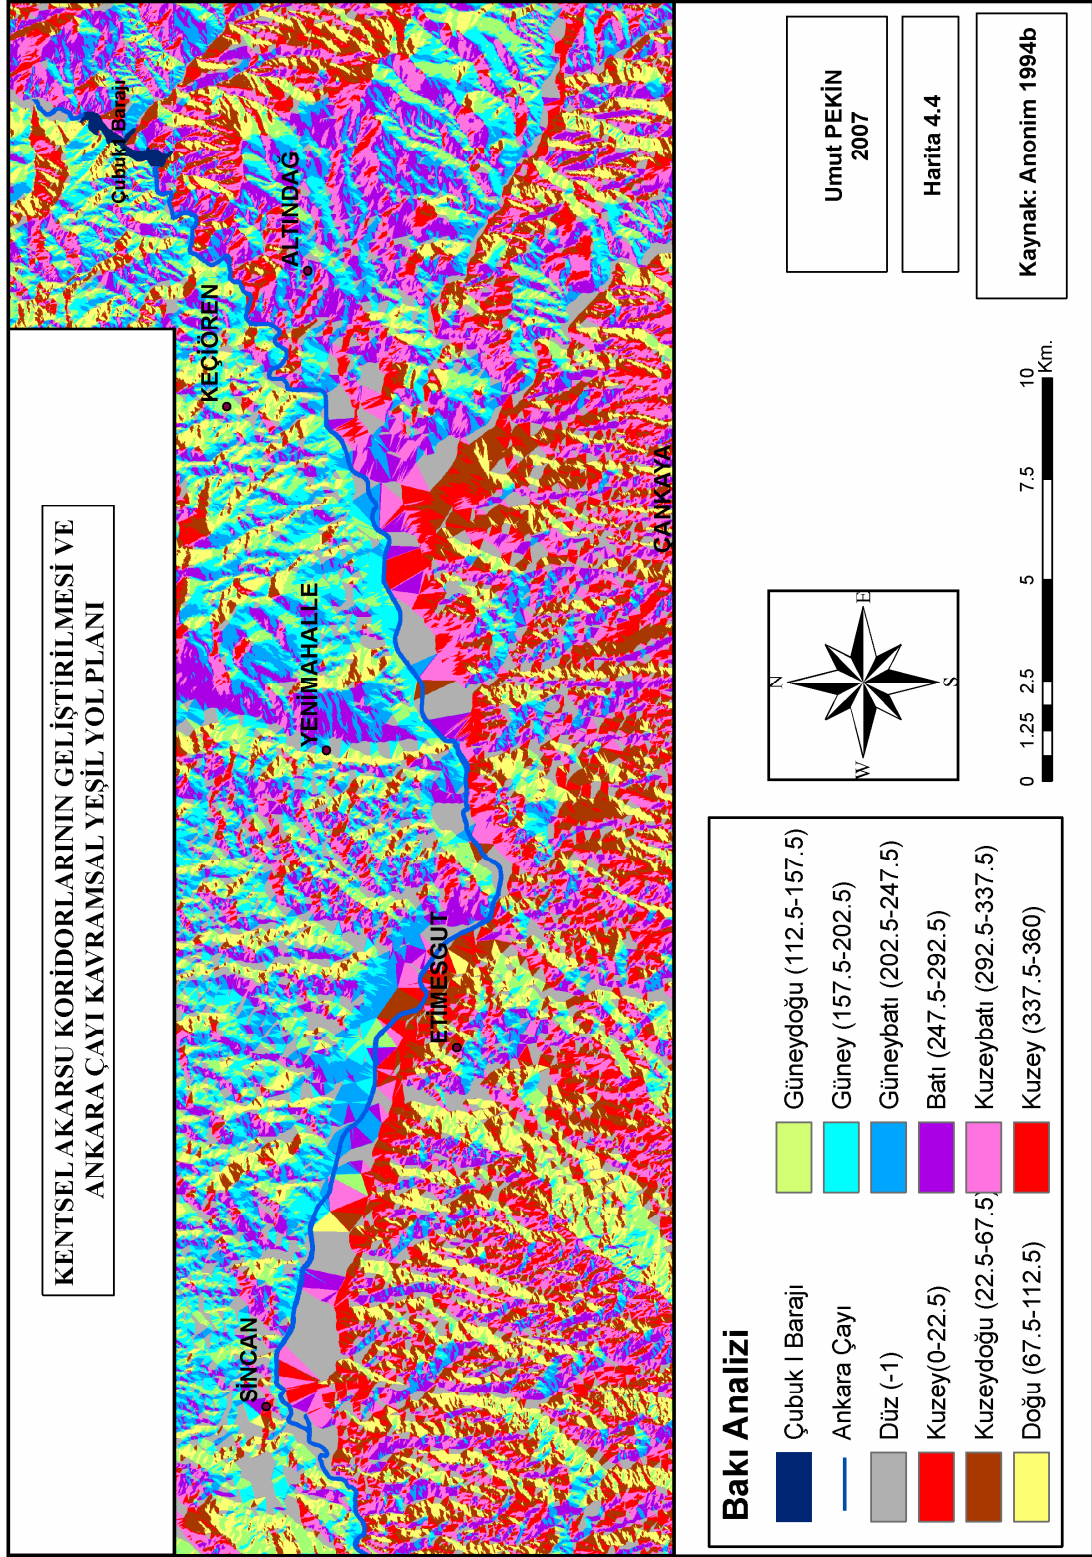 KENTSEL AKARSU KORİDORLARININ GELİŞTİRİLMESİ VE
ANKARA ÇAYI KAVRAMSAL YEŞİL YOL PLANI
Çubuk I Barajı
KEÇİÖREN
ALTINDAĞ
YENİMAHALLE
SİNCAN
ETİMESGUT
ÇANKAYA
Bakı Analizi
Çubuk I Barajı
Ankara Çayı
Düz (-1)
Kuzey(0-22.5)
Kuzeydoğu (22.5-67.5)
Doğu (67.5-112.5)
Güneydoğu (112.5-157.5)
Güney (157.5-202.5)
Güneybatı (202.5-247.5)
Batı (247.5-292.5)
Kuzeybatı (292.5-337.5)
Kuzey (337.5-360)
N
W
E
S
0 1.25 2.5 5 7.5 10
Km.
Umut PEKİN
2007
Harita 4.4
Kaynak: Anonim 1994b